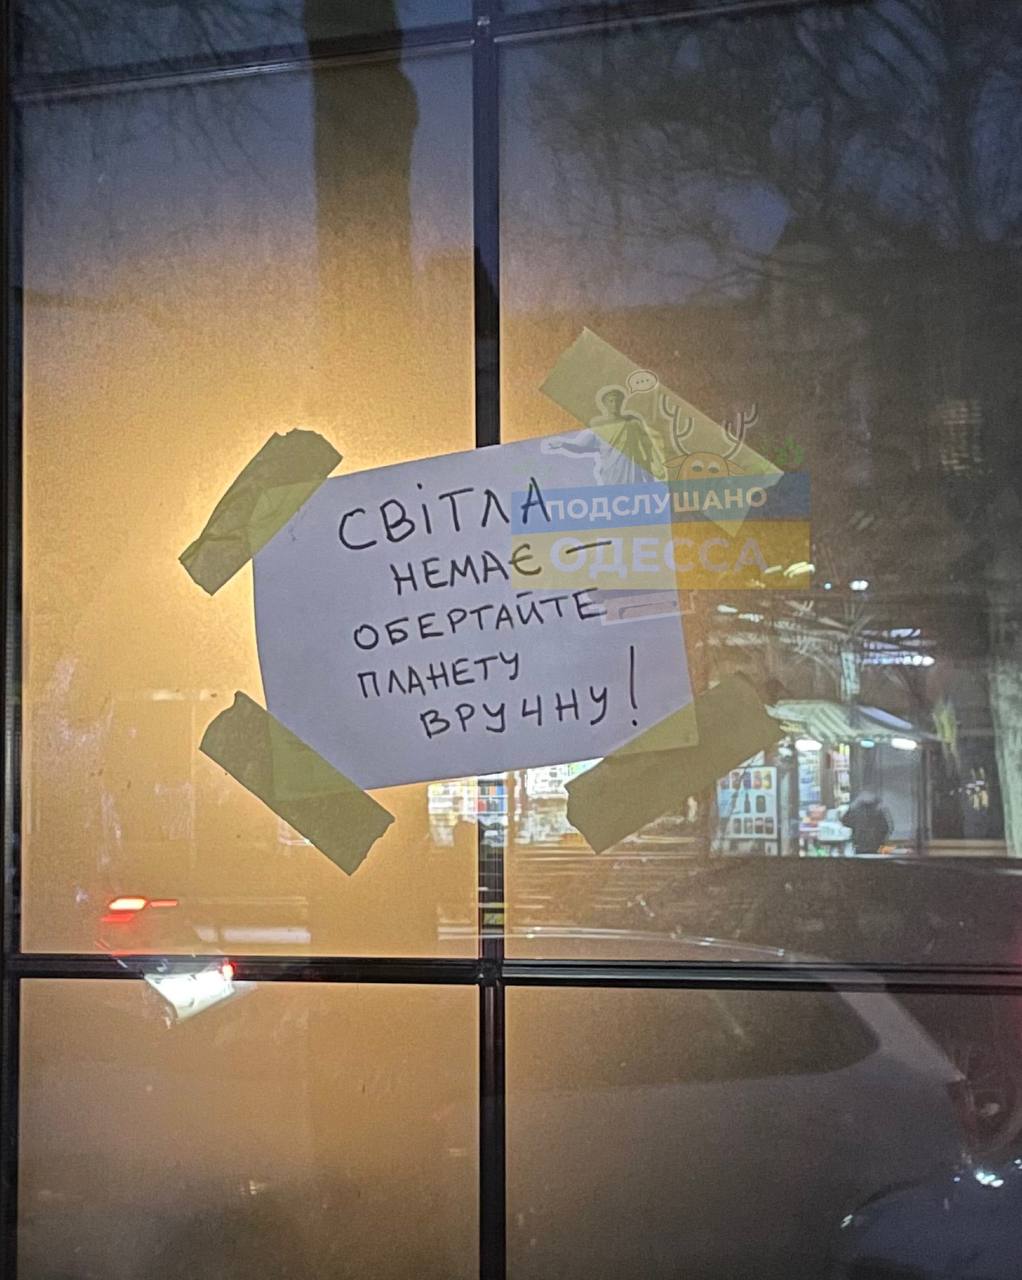 СВІТЛА
НЕМАЄ —
ОБЕРТАЙТЕ
ПЛАНЕТУ
ВРУЧНУ!
ПОДСЛУШАНО
ОДЕССА